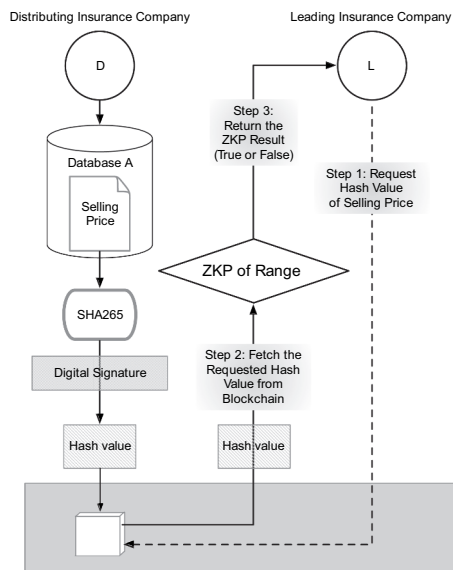 Distributing Insurance Company
Leading Insurance Company
D
L
Step 3:
Return the
ZKP Result
(True or False)
Database A
Selling
Price
Step 1: Request
Hash Value
of Selling Price
ZKP of Range
SHA265
Step 2: Fetch the
Requested Hash
Value from
Blockchain
Digital Signature
Hash value
Hash value